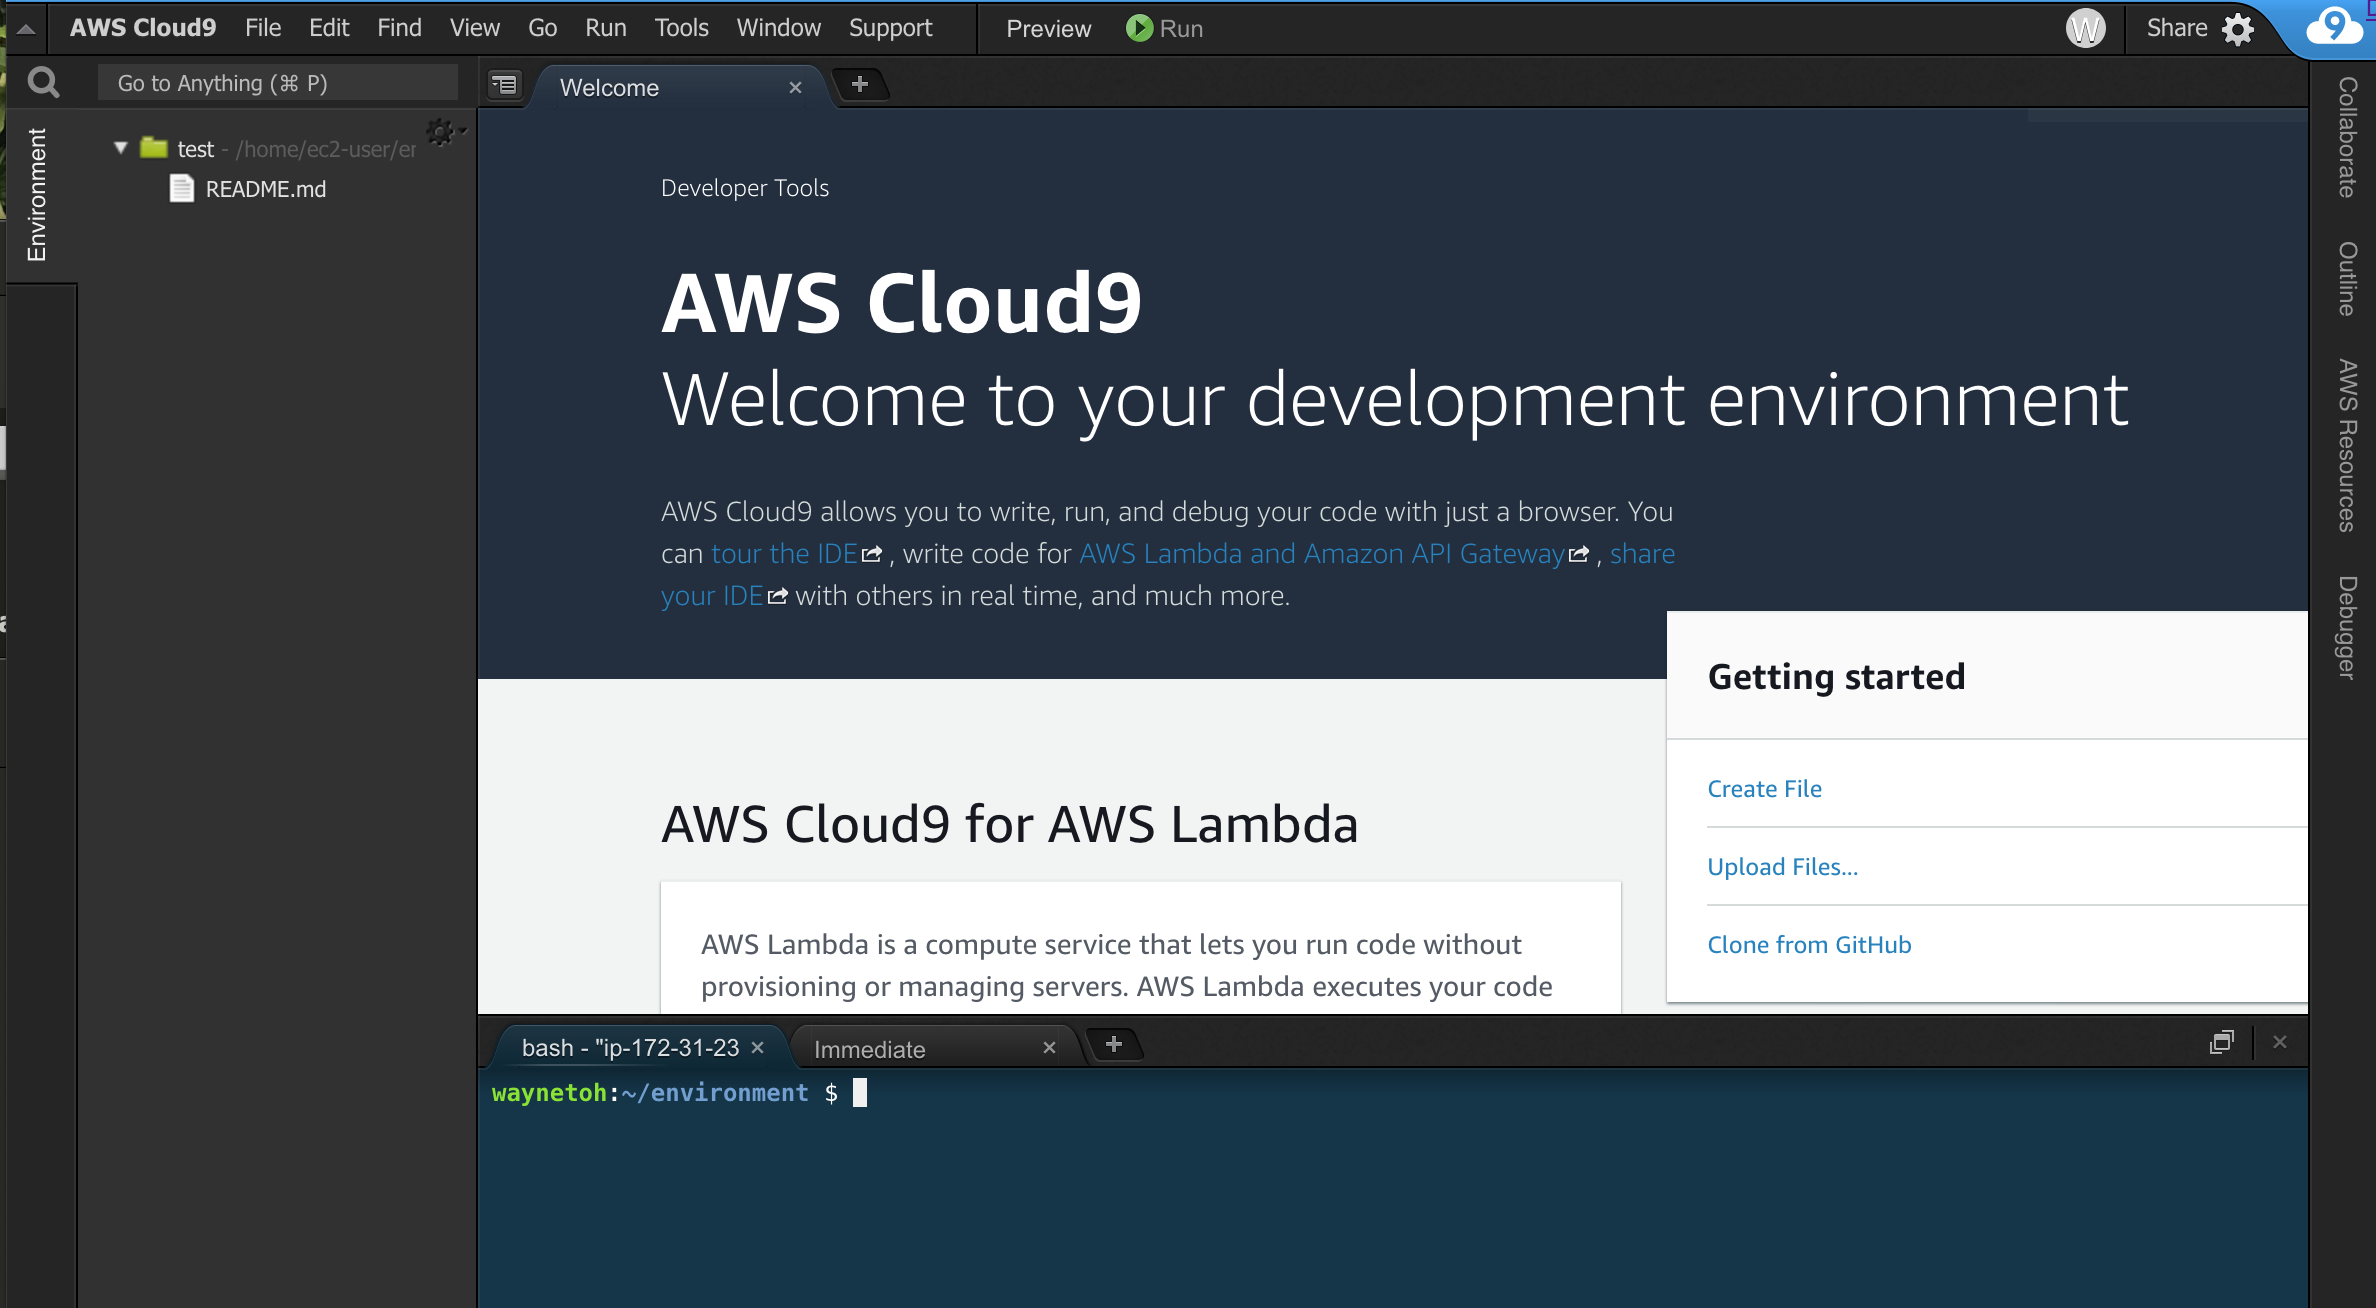 AWS Cloud9 File Edit Find View Go Run Tools Window Support Preview Run W Share 9
Go to Anything (⌘ P)
Welcome
Environment
test - /home/ec2-user/er
README.md
Developer Tools
AWS Cloud9
Welcome to your development environment
AWS Cloud9 allows you to write, run, and debug your code with just a browser. You
can tour the IDE , write code for AWS Lambda and Amazon API Gateway , share
your IDE with others in real time, and much more.
Getting started
Create File
Upload Files...
Clone from GitHub
AWS Cloud9 for AWS Lambda
AWS Lambda is a compute service that lets you run code without
provisioning or managing servers. AWS Lambda executes your code
Collaborate
Outline
AWS Resources
Debugger
bash - "ip-172-31-23 Immediate
waynetoh:~/environment $